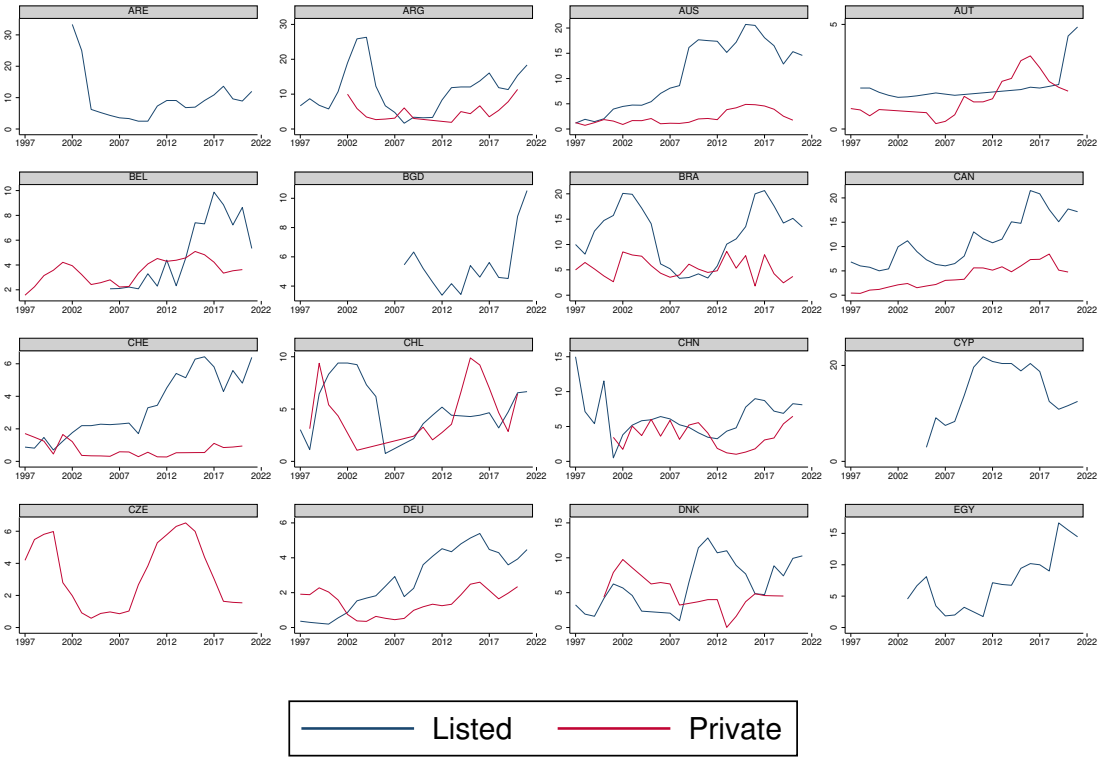 ARE ARG AUS AUT
0 10 20 30 0 10 20 30 0 5 10 15 20 0 5
1997 2002 2007 2012 2017 2022 1997 2002 2007 2012 2017 2022 1997 2002 2007 2012 2017 2022 1997 2002 2007 2012 2017 2022
BEL BGD BRA CAN
2 4 6 8 10 4 6 8 10 0 5 10 15 20 0 5 10 15 20
1997 2002 2007 2012 2017 2022 1997 2002 2007 2012 2017 2022 1997 2002 2007 2012 2017 2022 1997 2002 2007 2012 2017 2022
CHE CHL CHN CYP
0 2 4 6 0 5 10 0 5 10 15 0 20
1997 2002 2007 2012 2017 2022 1997 2002 2007 2012 2017 2022 1997 2002 2007 2012 2017 2022 1997 2002 2007 2012 2017 2022
CZE DEU DNK EGY
0 2 4 6 0 2 4 6 0 5 10 15 0 5 10 15
1997 2002 2007 2012 2017 2022 1997 2002 2007 2012 2017 2022 1997 2002 2007 2012 2017 2022 1997 2002 2007 2012 2017 2022
Listed Private